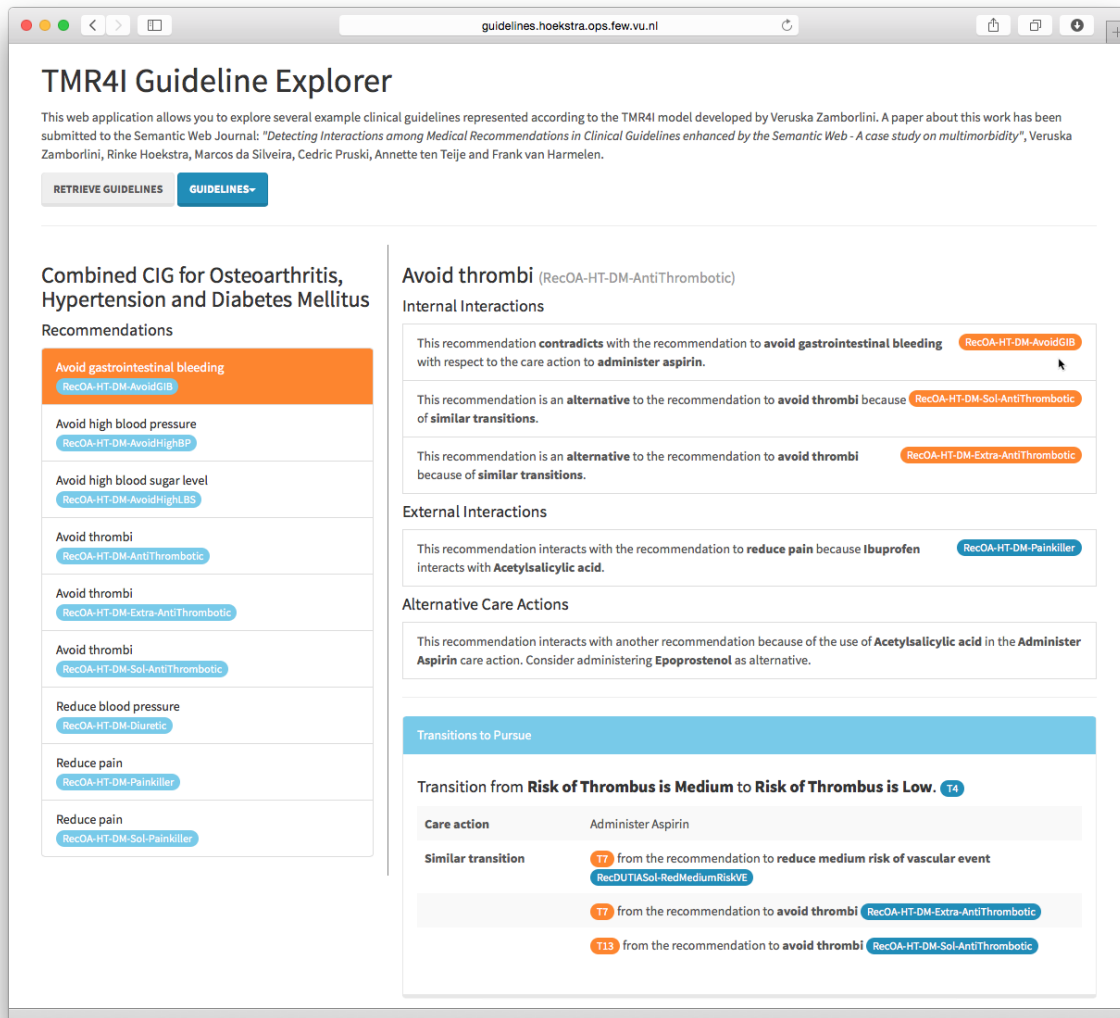 guidelines.hoekstra.ops.few.vu.nl
TMR4I Guideline Explorer
This web application allows you to explore several example clinical guidelines represented according to the TMR4I model developed by Veruska Zamborlini. A paper about this work has been
submitted to the Semantic Web Journal: "Detecting Interactions among Medical Recommendations in Clinical Guidelines enhanced by the Semantic Web - A case study on multimorbidity", Veruska
Zamborlini, Rinke Hoekstra, Marcos da Silveira, Cedric Pruski, Annette ten Teije and Frank van Harmelen.
RETRIEVE GUIDELINES GUIDELINES
Combined CIG for Osteoarthritis,
Hypertension and Diabetes Mellitus
Recommendations
Avoid gastrointestinal bleeding
RecOA-HT-DM-AvoidGIB
Avoid high blood pressure
RecOA-HT-DM-AvoidHighBP
Avoid high blood sugar level
RecOA-HT-DM-AvoidHighLBS
Avoid thrombi
RecOA-HT-DM-AntiThrombotic
Avoid thrombi
RecOA-HT-DM-Extra-AntiThrombotic
Avoid thrombi
RecOA-HT-DM-Sol-AntiThrombotic
Reduce blood pressure
RecOA-HT-DM-Diuretic
Reduce pain
RecOA-HT-DM-Painkiller
Reduce pain
RecOA-HT-DM-Sol-Painkiller
Avoid thrombi (RecOA-HT-DM-AntiThrombotic)
Internal Interactions
This recommendation contradicts with the recommendation to avoid gastrointestinal bleeding RecOA-HT-DM-AvoidGIB
with respect to the care action to administer aspirin.
This recommendation is an alternative to the recommendation to avoid thrombi because RecOA-HT-DM-Sol-AntiThrombotic
of similar transitions.
This recommendation is an alternative to the recommendation to avoid thrombi RecOA-HT-DM-Extra-AntiThrombotic
because of similar transitions.
External Interactions
This recommendation interacts with the recommendation to reduce pain because Ibuprofen RecOA-HT-DM-Painkiller
interacts with Acetylsalicylic acid.
Alternative Care Actions
This recommendation interacts with another recommendation because of the use of Acetylsalicylic acid in the Administer
Aspirin care action. Consider administering Epoprostenol as alternative.
Transitions to Pursue
Transition from Risk of Thrombus is Medium to Risk of Thrombus is Low. T4
Care action Administer Aspirin
Similar transition T7 from the recommendation to reduce medium risk of vascular event
RecDUTIASol-RedMediumRiskVE
T7 from the recommendation to avoid thrombi RecOA-HT-DM-Extra-AntiThrombotic
T13 from the recommendation to avoid thrombi RecOA-HT-DM-Sol-AntiThrombotic